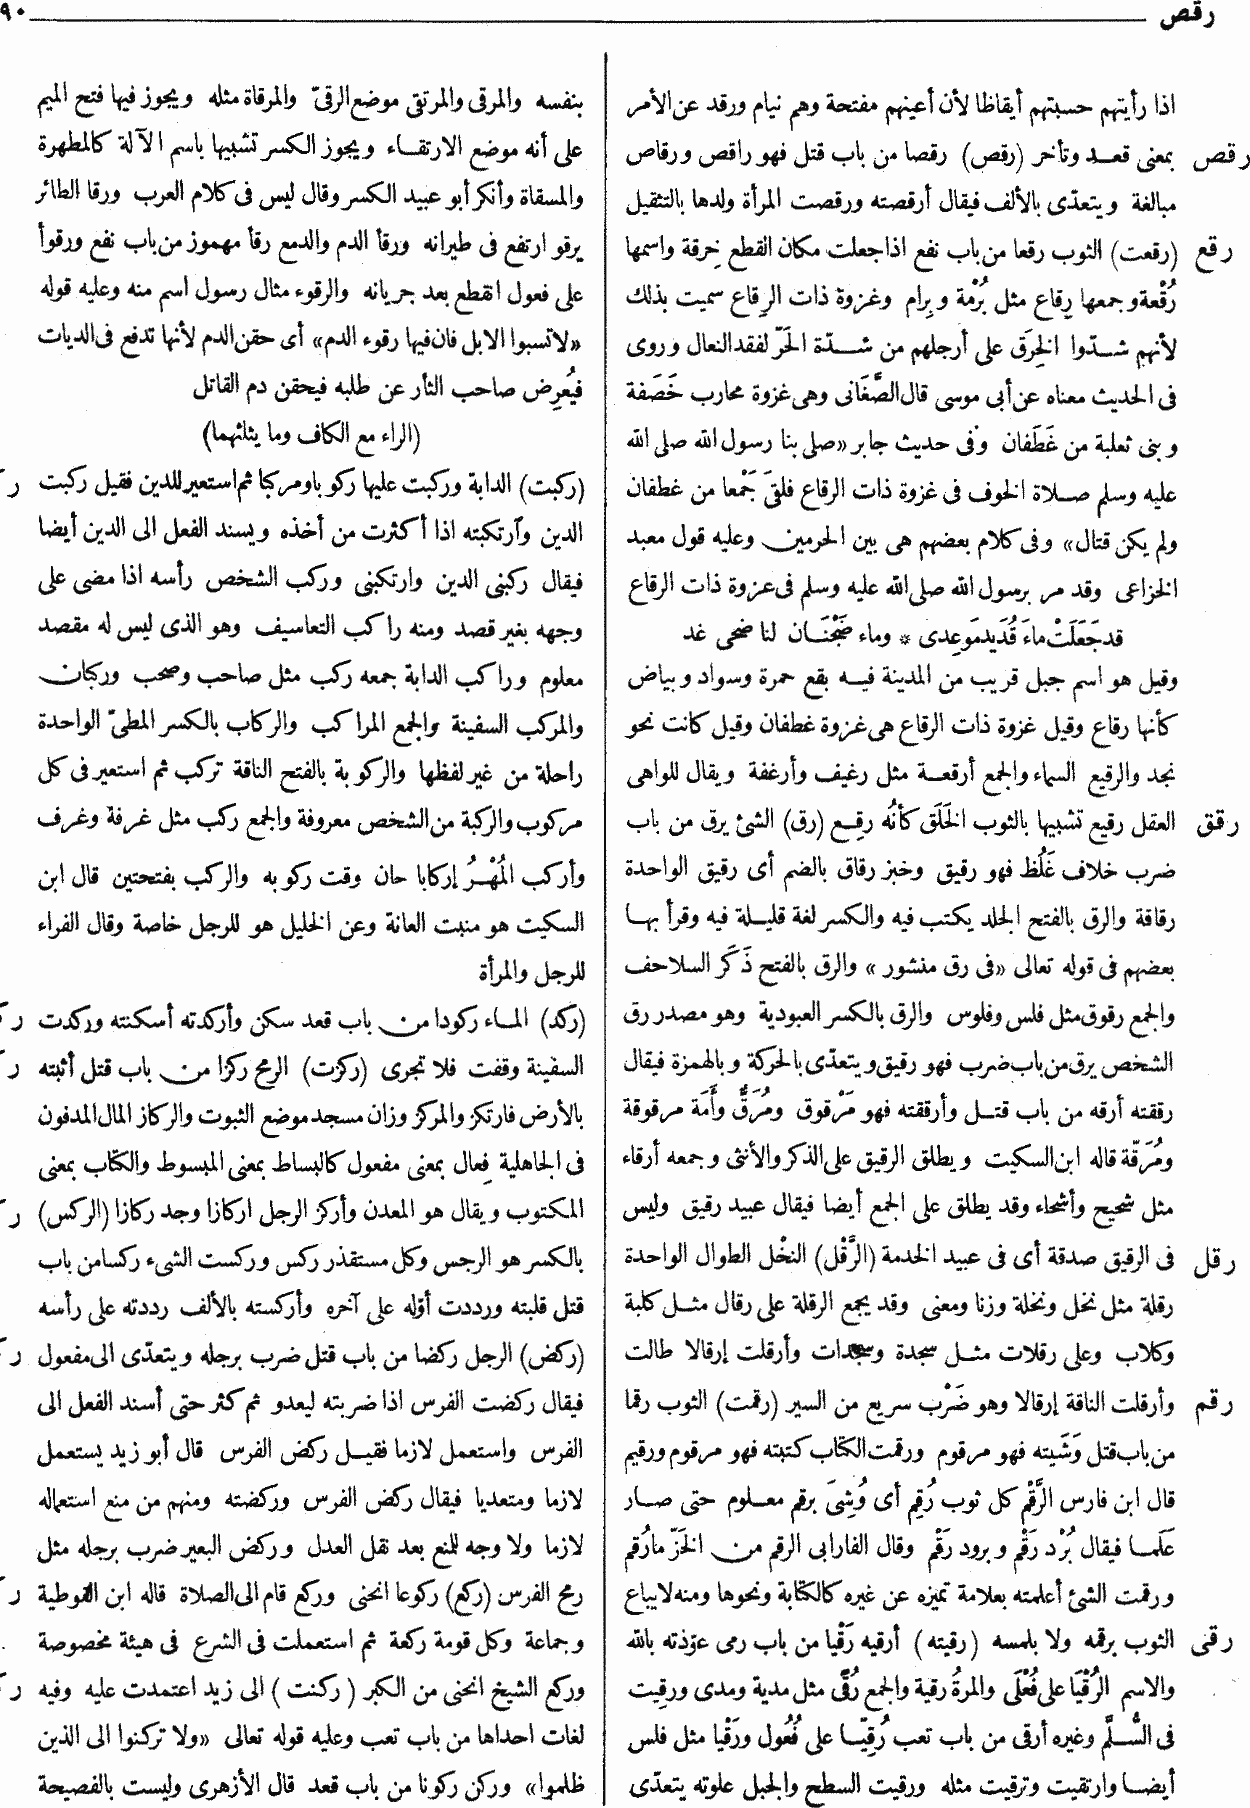 رقص
٩٠
اذا رأيتهم حسبتهم أيقاظا لأن أعينهم مفتحة وهم نيام ورقد عن الأمر
رقص
بمعنى قعد وتأخر (رقص) رقصا من باب قتل فهو راقص ورقاص
مبالغة ويتعدّى بالألف فيقال أرقصته ورقصت المرأة ولدها بالتثقيل
رقع
(رقعت) الثوب رقعا من باب نفع اذا جعلت مكان القطع خِرقة واسمها
رُقْعة وجمعها رِقاع مثل بُرْمة وبِرام وغزوة ذات الرقاع سميت بذلك
لأنهم شدّوا الخِرَق على أرجلهم من شدّة الحَرّ لفقد النعال وروى
فى الحديث معناه عن أبى موسى قال الصَّغَانى وهى غزوة محارب خَصَفة
وبنى ثعلبة من غَطَفان وفى حديث جابر «صلى بنا رسول الله صلى الله
عليه وسلم صلاة الخوف فى غزوة ذات الرقاع فلقى جَمْعا من غطفان
ولم يكن قتال» وفى كلام بعضهم هى بين الحرمين وعليه قول معبد
الخزاعى وقد مر برسول الله صلى الله عليه وسلم فى غزوة ذات الرقاع
قد جَعَلَتْ ماءَ قُدَيد مَوعِدى * وماء ضَجْنَان لنا ضحى غد
وقيل هو اسم جبل قريب من المدينة فيه بقع حمرة وسواد وبياض
كأنها رقاع وقيل غزوة ذات الرقاع هى غزوة غطفان وقيل كانت نحو
نجد والرقيع السماء والجمع أرقعة مثل رغيف وأرغفة ويقال للواهى
رقق
العقل رقيع تشبيها بالثوب الخَلَق كأنُه رقِع (رق) الشئ يرق من باب
ضرب خلاف غَلُظ فهو رقيق وخبز رقاق بالضم أى رقيق الواحدة
رقاقة والرق بالفتح الجلد يكتب فيه والكسر لغة قليلة فيه وقرأ بها
بعضهم فى قوله تعالى «فى رق منشور» والرق بالفتح ذَكَر السلاحف
والجمع رقوق مثل فلس وفلوس والرق بالكسر العبودية وهو مصدر رق
الشخص يرق من باب ضرب فهو رقيق ويتعدّى بالحركة وبالهمزة فيقال
رققته أرقه من باب قتل وأرققته فهو مَرْقوق ومُرَقّ وأَمَة مرقوقة
ومُرَقّة قاله ابن السكيت ويطلق الرقيق على الذكر والأنثى وجمعه أرقاء
مثل شحيح وأشحاء وقد يطلق على الجمع أيضا فيقال عبيد رقيق وليس
رقل
فى الرقيق صدقة أى فى عبيد الخدمة (الرَّقْل) النخْل الطوال الواحدة
رقلة مثل نخل ونخلة وزنا ومعنى وقد يجمع الرقلة على رقال مثل كلبة
وكلاب وعلى رقلات مثل سجدة وسجدات وأرقلت إرقالا طالت
رقم
وأرقلت الناقة إرقالا وهو ضَرْب سريع من السير (رقمت) الثوب رقما
من باب قتل وَشَيته فهو مرقوم ورقمت الكتاب كتبته فهو مرقوم ورقيم
قال ابن فارس الرَّقْم كل ثوب رُقِم أى وُشِىَ برقم معلوم حتى صار
عَلَما فيقال بُرْد رَقْم وبرود رَقْم وقال الفارابى الرقم من الخَزّ مارُقم
ورقمت الشئ أعلمته بعلامة تميزه عن غيره كالكتابة ونحوها ومنه لايباع
رقى
الثوب برقمه ولا بلمسه (رقيته) أرقيه رَقْيا من باب رمى عوّذته بالله
والاسم الرُقْيَا على فُعْلَى والمرةُ رقية والجمع رُقًى مثل مدية ومدى ورقِيت
فى السُّلَّم وغيره أرقى من باب تعب رُقِيّا على فُعُول ورَقْيا مثل فلس
أيضا وارتقيت وترقيت مثله ورقيت السطح والجبل علوته يتعدّى
بنفسه والمرقى والمرتقى موضع الرقىّ والمرقاة مثله ويجوز فيها فتح الميم
على أنه موضع الارتقاء ويجوز الكسر تشبيها باسم الآلة كالمطهرة
والمسقاة وأنكر أبو عبيد الكسر وقال ليس فى كلام العرب ورقا الطائر
يرقو ارتفع فى طيرانه ورقأ الدم والدمع رقأ مهموز من باب نفع ورقوأ
على فعول انقطع بعد جريانه والرقوء مثال رسول اسم منه وعليه قوله
«لاتسبوا الابل فان فيها رقوء الدم» أى حقن الدم لأنها تدفع فى الديات
فيُعرِض صاحب الثأر عن طلبه فيحقن دم القاتل
(الراء مع الكاف وما يثلثهما)
(ركبت) الدابة وركبت عليها ركوبا ومركبا ثم استعير للدين فقيل ركبت
الدين وارتكبته اذا أكثرت من أخذه ويسند الفعل الى الدين أيضا
فيقال ركبنى الدين وارتكبنى وركب الشخص رأسه اذا مضى على
وجهه بغير قصد ومنه راكب التعاسيف وهو الذى ليس له مقصد
معلوم وراكب الدابة جمعه ركب مثل صاحب وصحب وركبان
والمركب السفينة والجمع المراكب والركاب بالكسر المطىّ الواحدة
راحلة من غير لفظها والركوبة بالفتح الناقة تركب ثم استعير فى كل
مركوب والركبة من الشخص معروفة والجمع ركب مثل غرفة وغرف
وأركب المُهْرُ إركابا حان وقت ركوبه والركب بفتحتين قال ابن
السكيت هو منبت العانة وعن الخليل هو للرجل خاصة وقال الفراء
للرجل والمرأة
(ركد) الماء ركودا من باب قعد سكن وأركدته أسكنته وركدت
السفينة وقفت فلا تجرى (ركزت) الرمح ركزا من باب قتل أثبته
بالأرض فارتكز والمركز وزان مسجد موضع الثبوت والركاز المال المدفون
فى الجاهلية فِعال بمعنى مفعول كالبساط بمعنى المبسوط والكتاب بمعنى
المكتوب ويقال هو المعدن وأركز الرجل اركازا وجد ركازا (الركس)
بالكسر هو الرجس وكل مستقذر ركس وركست الشىء ركسا من باب
قتل قلبته ورددت أوّله على آخره وأركسته بالألف رددته على رأسه
(ركض) الرجل ركضا من باب قتل ضرب برجله ويتعدّى الى مفعول
فيقال ركضت الفرس اذا ضربته ليعدو ثم كثر حتى أسند الفعل الى
الفرس واستعمل لازما فقيل ركض الفرس قال أبو زيد يستعمل
لازما ومتعديا فيقال ركض الفرس وركضته ومنهم من منع استعماله
لازما ولا وجه للمنع بعد نقل العدل وركض البعير ضرب برجله مثل
رمح الفرس (ركع) ركوعا انحنى وركع قام الى الصلاة قاله ابن القوطية
وجماعة وكل قومة ركعة ثم استعملت فى الشرع فى هيئة مخصوصة
وركع الشيخ انحنى من الكبر (ركنت) الى زيد اعتمدت عليه وفيه
لغات احداها من باب تعب وعليه قوله تعالى «ولا تركنوا الى الذين
ظلموا» وركن ركونا من باب قعد قال الأزهرى وليست بالفصيحة